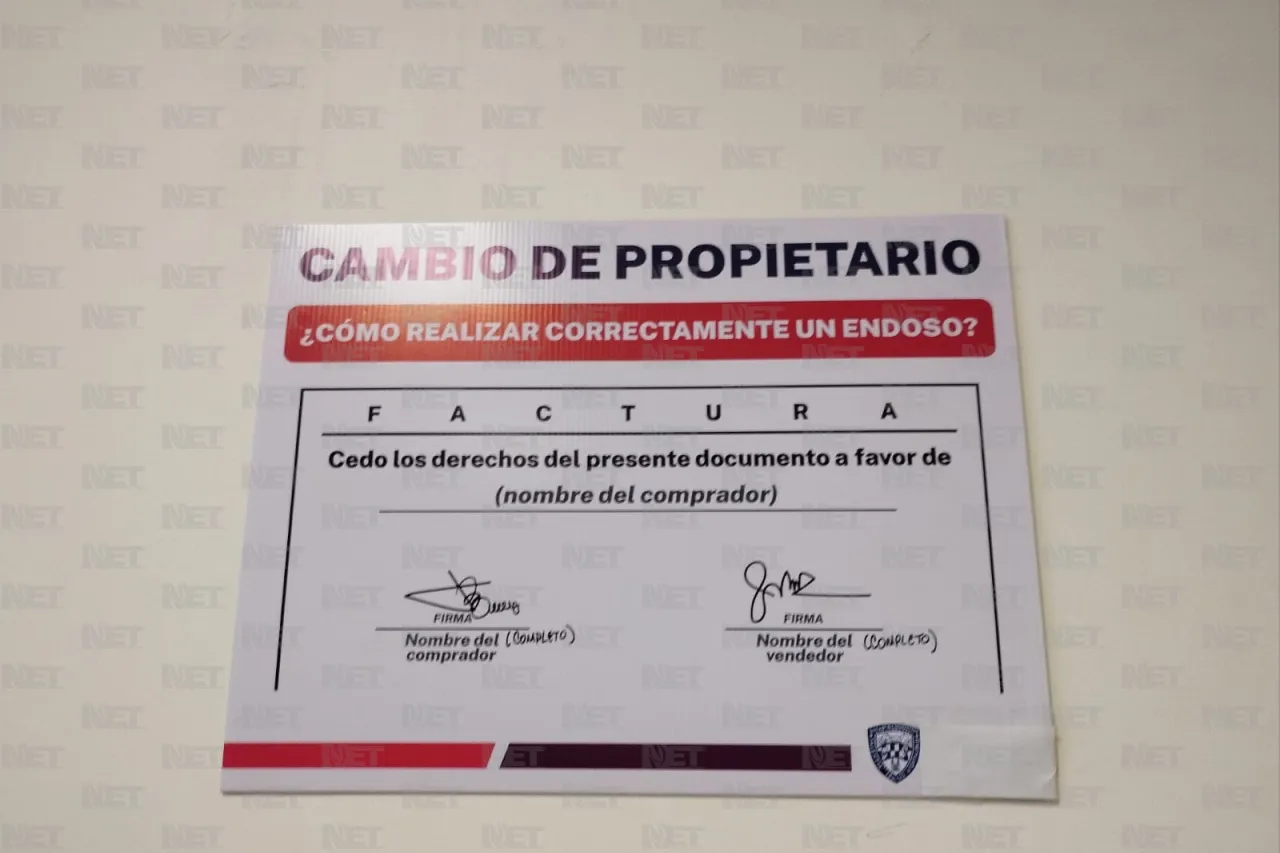 CAMBIO DE PROPIETARIO
¿CÓMO REALIZAR CORRECTAMENTE UN ENDOSO?
F A C T U R A
Cedo los derechos del presente documento a favor de
(nombre del comprador)
FIRMA
Nombre del (COMPLETO)
comprador
FIRMA
Nombre del (COMPLETO)
vendedor
NET